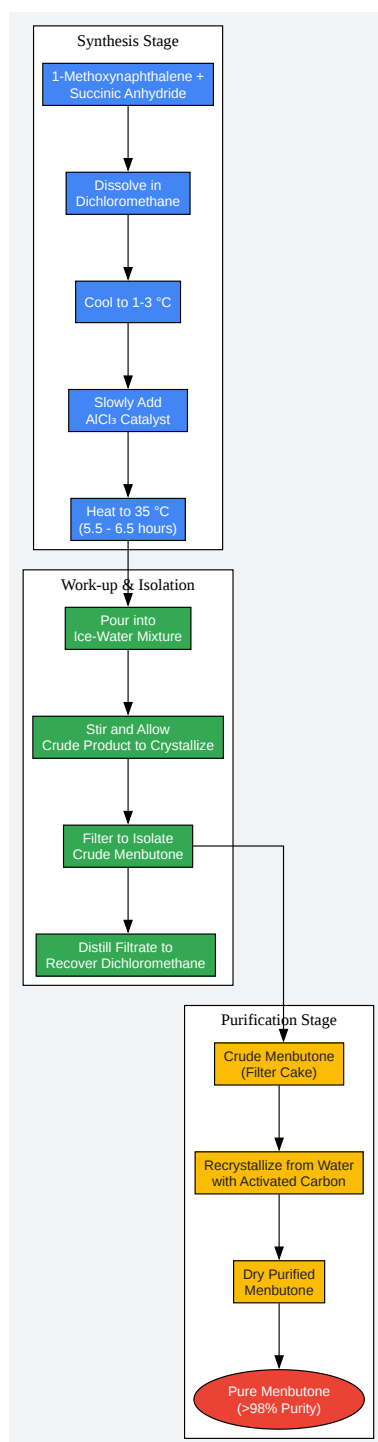 Synthesis Stage
1-Methoxynaphthalene +
Succinic Anhydride
Dissolve in
Dichloromethane
Cool to 1-3 °C
Slowly Add
AlCl₃ Catalyst
Heat to 35 °C
(5.5 - 6.5 hours)
Work-up & Isolation
Pour into
Ice-Water Mixture
Stir and Allow
Crude Product to Crystallize
Filter to Isolate
Crude Menbutone
Distill Filtrate to
Recover Dichloromethane
Purification Stage
Crude Menbutone
(Filter Cake)
Recrystallize from Water
with Activated Carbon
Dry Purified
Menbutone
Pure Menbutone
(>98% Purity)